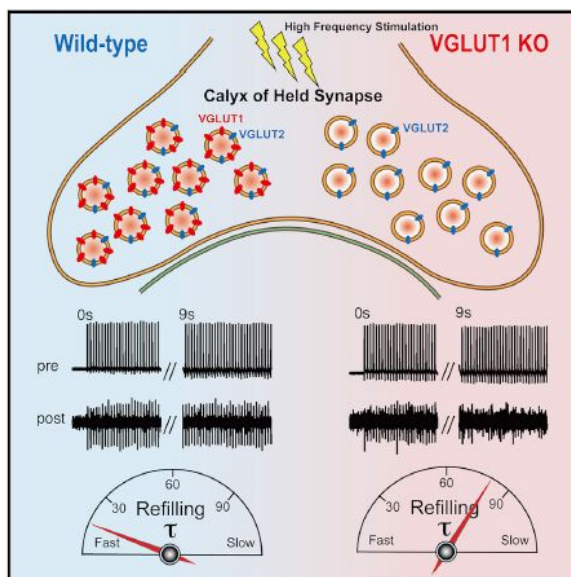 High Frequency Stimulation
Wild-type
VGLUT1 KO
Calyx of Held Synapse
VGLUT1
VGLUT2
VGLUT2
0s
9s
0s
9s
pre
//
//
post
//
//
60
30
90
Refilling
τ
Fast
Slow
60
30
90
Refilling
τ
Fast
Slow